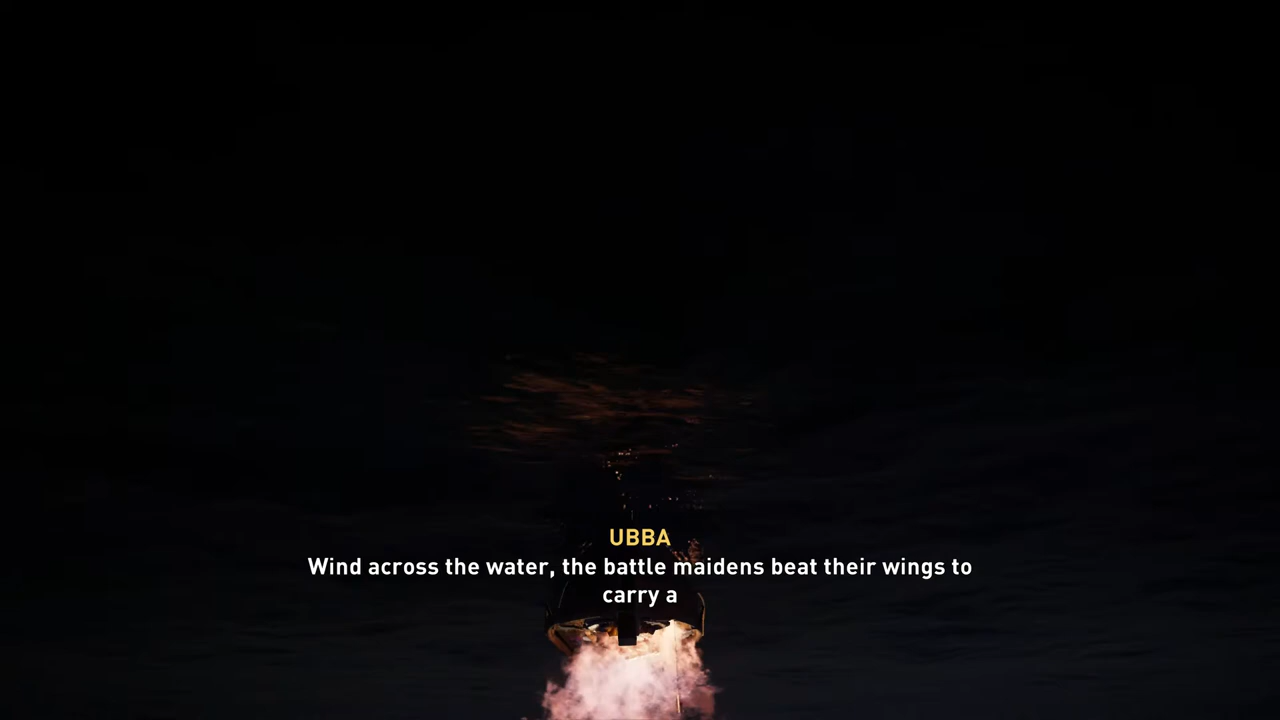 UBBA
Wind across the water, the battle maidens beat their wings to
carry a